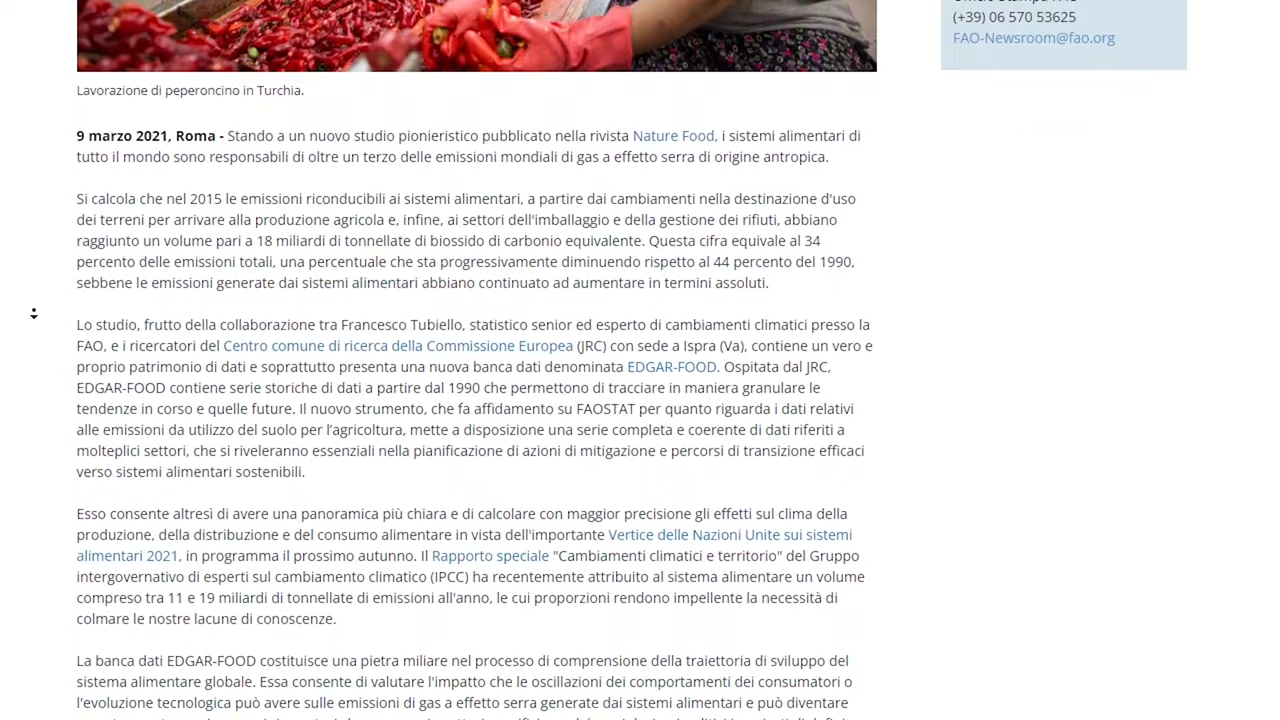 (+39) 06 570 53625
FAO-Newsroom@fao.org
Lavorazione di peperoncino in Turchia.
9 marzo 2021, Roma - Stando a un nuovo studio pionieristico pubblicato nella rivista Nature Food, i sistemi alimentari di
tutto il mondo sono responsabili di oltre un terzo delle emissioni mondiali di gas a effetto serra di origine antropica.
Si calcola che nel 2015 le emissioni riconducibili ai sistemi alimentari, a partire dai cambiamenti nella destinazione d'uso
dei terreni per arrivare alla produzione agricola e, infine, ai settori dell'imballaggio e della gestione dei rifiuti, abbiano
raggiunto un volume pari a 18 miliardi di tonnellate di biossido di carbonio equivalente. Questa cifra equivale al 34
percento delle emissioni totali, una percentuale che sta progressivamente diminuendo rispetto al 44 percento del 1990,
sebbene le emissioni generate dai sistemi alimentari abbiano continuato ad aumentare in termini assoluti.
Lo studio, frutto della collaborazione tra Francesco Tubiello, statistico senior ed esperto di cambiamenti climatici presso la
FAO, e i ricercatori del Centro comune di ricerca della Commissione Europea (JRC) con sede a Ispra (Va), contiene un vero e
proprio patrimonio di dati e soprattutto presenta una nuova banca dati denominata EDGAR-FOOD. Ospitata dal JRC,
EDGAR-FOOD contiene serie storiche di dati a partire dal 1990 che permettono di tracciare in maniera granulare le
tendenze in corso e quelle future. Il nuovo strumento, che fa affidamento su FAOSTAT per quanto riguarda i dati relativi
alle emissioni da utilizzo del suolo per l’agricoltura, mette a disposizione una serie completa e coerente di dati riferiti a
molteplici settori, che si riveleranno essenziali nella pianificazione di azioni di mitigazione e percorsi di transizione efficaci
verso sistemi alimentari sostenibili.
Esso consente altresì di avere una panoramica più chiara e di calcolare con maggior precisione gli effetti sul clima della
produzione, della distribuzione e del consumo alimentare in vista dell'importante Vertice delle Nazioni Unite sui sistemi
alimentari 2021, in programma il prossimo autunno. Il Rapporto speciale "Cambiamenti climatici e territorio" del Gruppo
intergovernativo di esperti sul cambiamento climatico (IPCC) ha recentemente attribuito al sistema alimentare un volume
compreso tra 11 e 19 miliardi di tonnellate di emissioni all'anno, le cui proporzioni rendono impellente la necessità di
colmare le nostre lacune di conoscenze.
La banca dati EDGAR-FOOD costituisce una pietra miliare nel processo di comprensione della traiettoria di sviluppo del
sistema alimentare globale. Essa consente di valutare l'impatto che le oscillazioni dei comportamenti dei consumatori o
l'evoluzione tecnologica può avere sulle emissioni di gas a effetto serra generate dai sistemi alimentari e può diventare